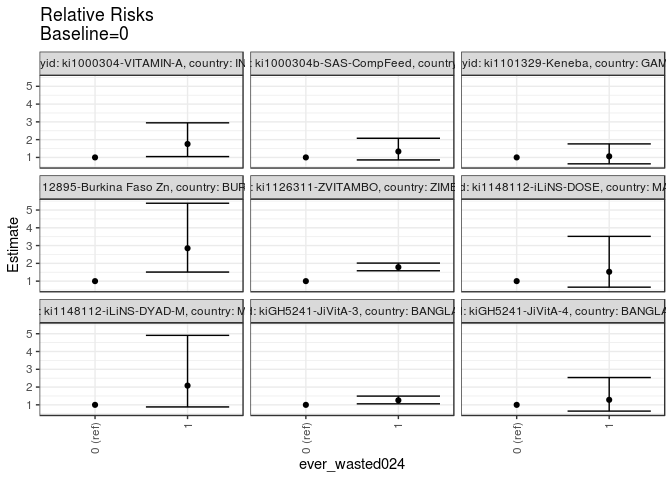 Relative Risks
Baseline=0
yid: ki1000304-VITAMIN-A, country: IN
: ki1000304b-SAS-CompFeed, country
yid: ki1101329-Keneba, country: GAM
5
4
3
2
1
12895-Burkina Faso Zn, country: BUR
: ki1126311-ZVITAMBO, country: ZIME
d: ki1148112-iLiNS-DOSE, country: MA
5
4
3
2
1
Estimate
: ki1148112-iLiNS-DYAD-M, country: M
d: kiGH5241-JiVitA-3, country: BANGLA
d: kiGH5241-JiVitA-4, country: BANGLA
5
4
3
2
1
0 (ref)
1
0 (ref)
1
0 (ref)
1
ever_wasted024